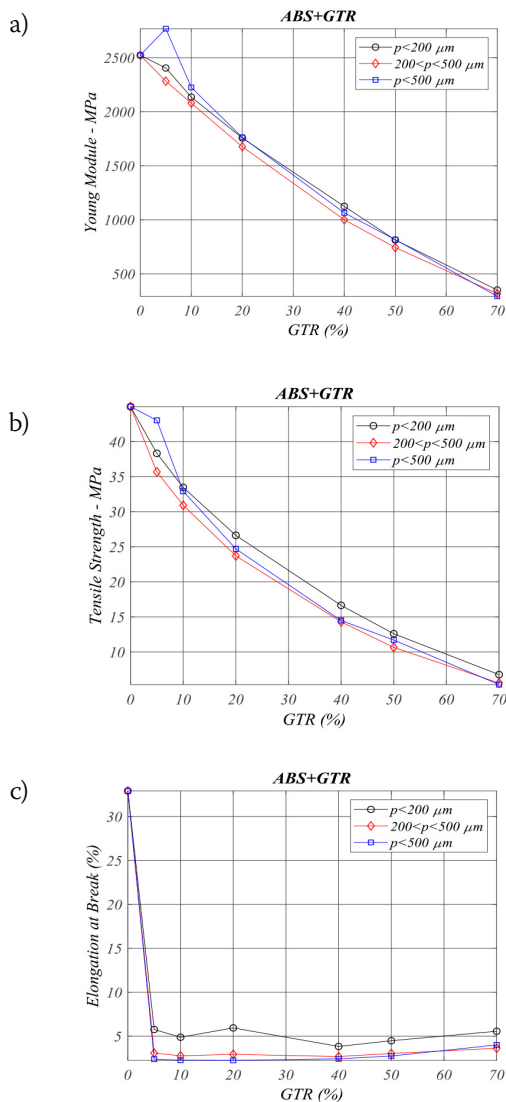 a)
ABS+GTR
p<200 μm
200<p<500 μm
p<500 μm
2500
2000
1500
1000
500
Young Module - MPa
0 10 20 30 40 50 60 70
GTR (%)
b)
ABS+GTR
p<200 μm
200<p<500 μm
p<500 μm
40
35
30
25
20
15
10
Tensile Strength - MPa
0 10 20 30 40 50 60 70
GTR (%)
c)
ABS+GTR
p<200 μm
200<p<500 μm
p<500 μm
30
25
20
15
10
5
Elongation at Break (%)
0 10 20 30 40 50 60 70
GTR (%)